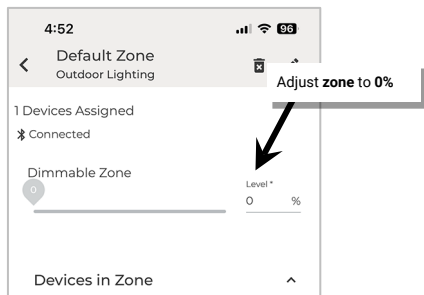 4:52
96
Default Zone
Outdoor Lighting
Adjust zone to 0%
1 Devices Assigned
Connected
Dimmable Zone
0
Level *
0 %
Devices in Zone